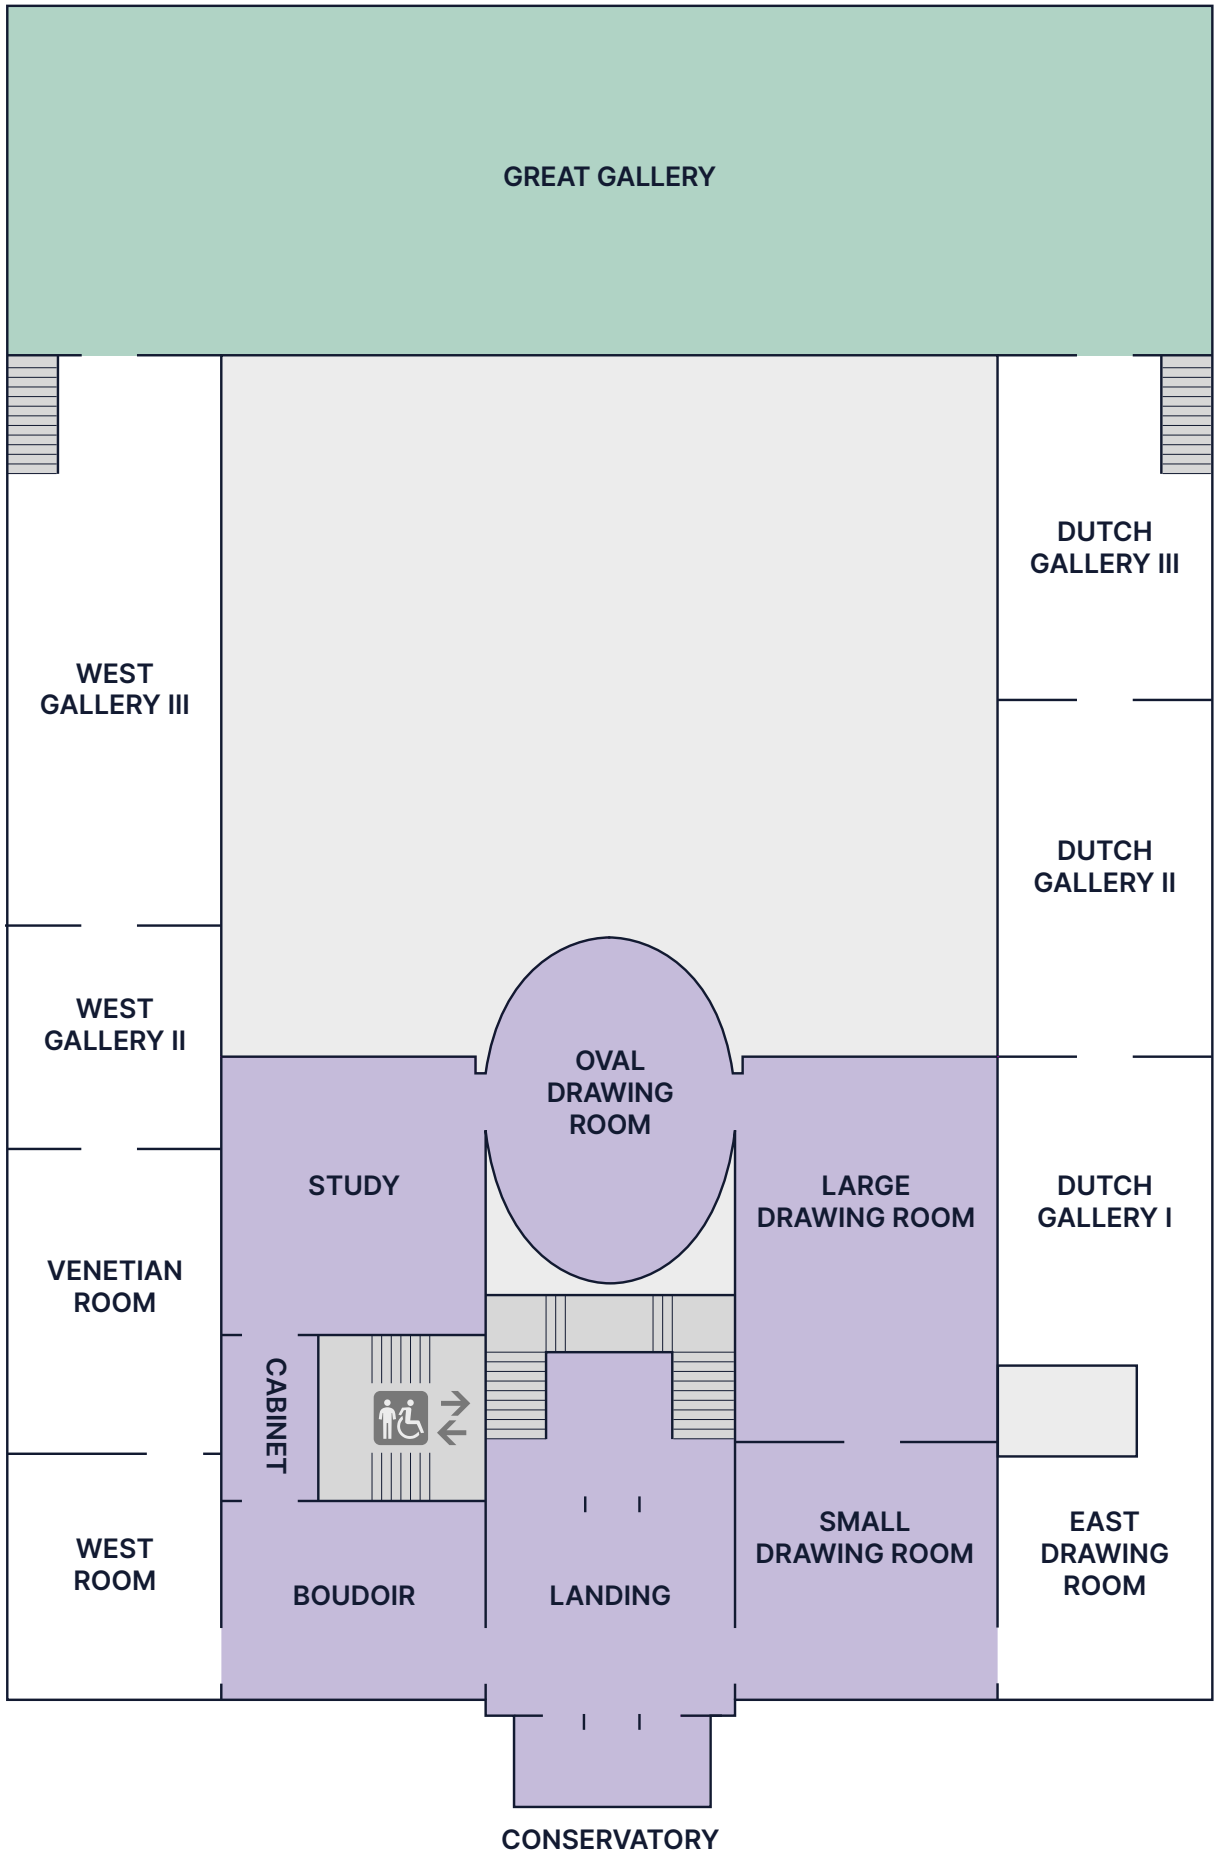 GREAT GALLERY
DUTCH
GALLERY III
WEST
GALLERY III
DUTCH
GALLERY II
WEST
GALLERY II
OVAL
DRAWING
ROOM
STUDY
LARGE
DRAWING ROOM
DUTCH
GALLERY I
VENETIAN
ROOM
CABINET
WEST
ROOM
BOUDOIR
LANDING
SMALL
DRAWING ROOM
EAST
DRAWING
ROOM
CONSERVATORY